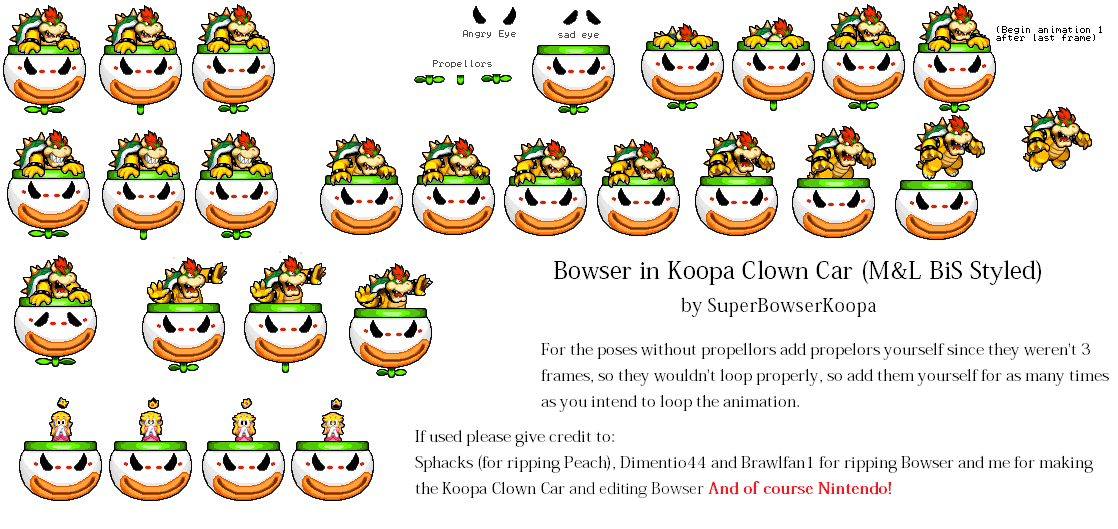 Angry Eye
sad eye
Propellors
(Begin animation 1
after last frame)
Bowser in Koopa Clown Car (M&L BiS Styled)
by SuperBowserKoopa
For the poses without propellors add propelors yourself since they weren't 3
frames, so they wouldn't loop properly, so add them yourself for as many times
as you intend to loop the animation.
If used please give credit to:
Sphacks (for ripping Peach), Dimentio44 and Brawlfan1 for ripping Bowser and me for making
the Koopa Clown Car and editing Bowser And of course Nintendo!